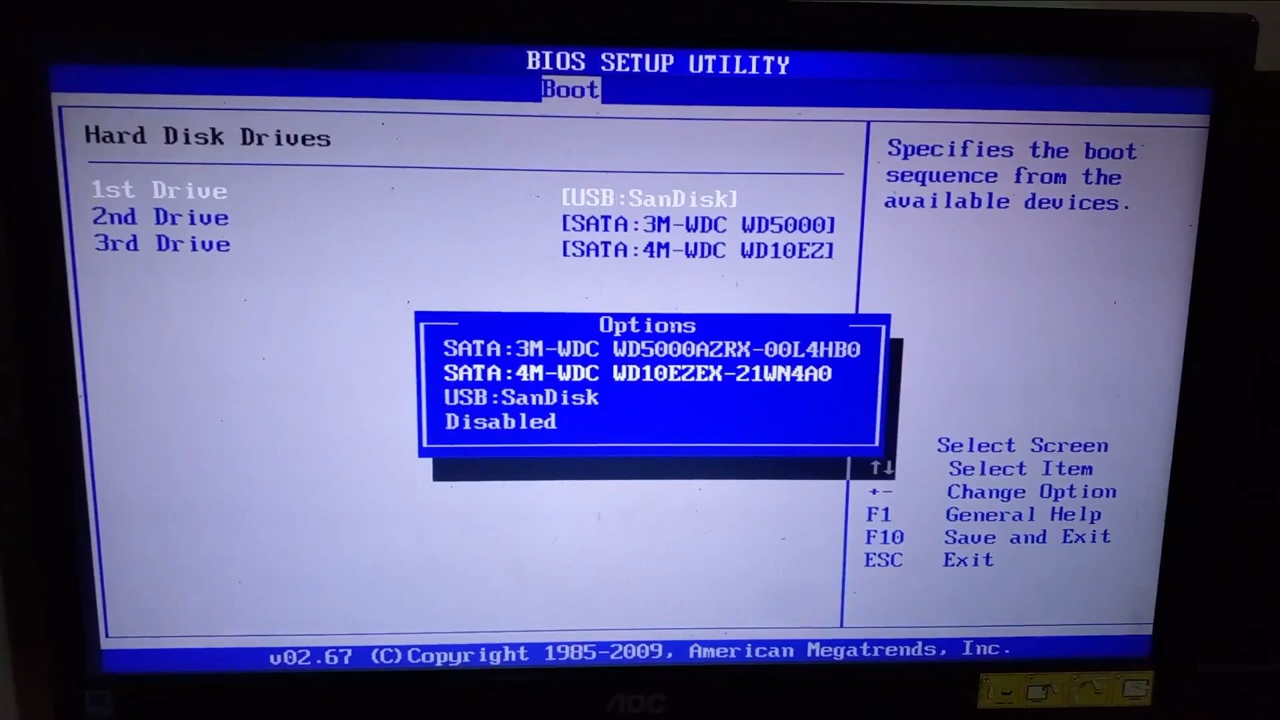 BIOS SETUP UTILITY
Boot
Hard Disk Drives
1st Drive [USB:SanDisk]
2nd Drive [SATA:3M-WDC WD5000]
3rd Drive [SATA:4M-WDC WD10EZ]
Specifies the boot
sequence from the
available devices.
Options
SATA:3M-WDC WD5000AZRX-00L4HB0
SATA:4M-WDC WD10EZEX-21WN4A0
USB:SanDisk
Disabled
Select Screen
↑↓ Select Item
+- Change Option
F1 General Help
F10 Save and Exit
ESC Exit
v02.67 (C)Copyright 1985-2009, American Megatrends, Inc.
AOC